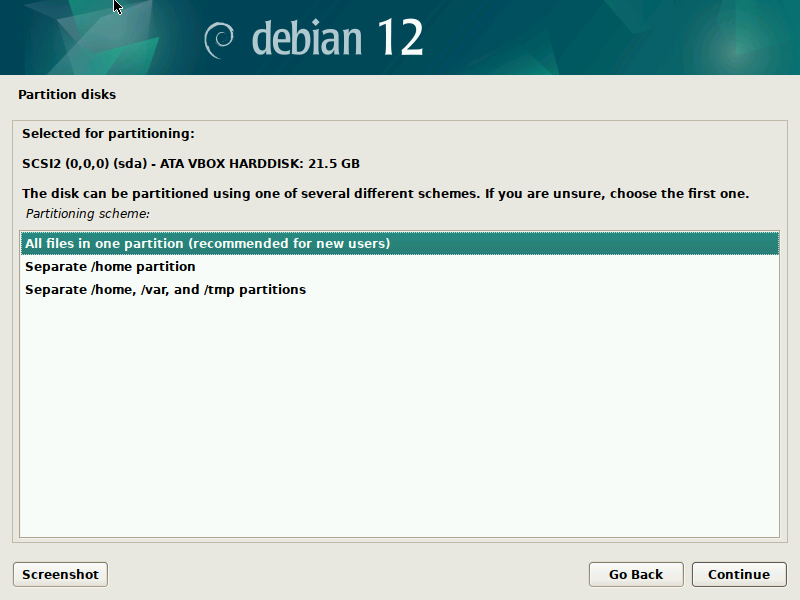 debian 12
Partition disks
Selected for partitioning:
SCSI2 (0,0,0) (sda) - ATA VBOX HARDDISK: 21.5 GB
The disk can be partitioned using one of several different schemes. If you are unsure, choose the first one.
Partitioning scheme:
All files in one partition (recommended for new users)
Separate /home partition
Separate /home, /var, and /tmp partitions
Screenshot
Go Back
Continue